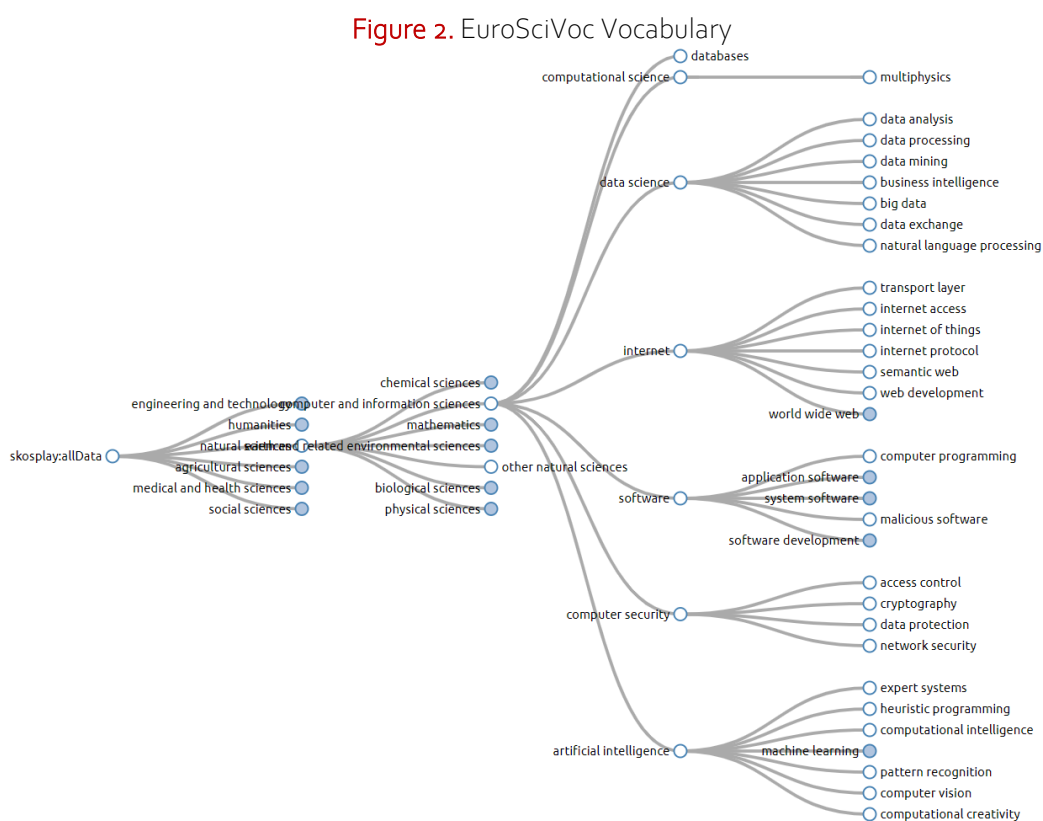 Figure 2. EuroSciVoc Vocabulary
databases
computational science
multiphysics
data analysis
data processing
data mining
data science
business intelligence
big data
data exchange
natural language processing
transport layer
internet access
internet of things
internet
internet protocol
semantic web
web development
world wide web
chemical sciences
engineering and technology
computer and information sciences
humanities
mathematics
natural sciences
earth and related environmental sciences
skosplay:allData
agricultural sciences
other natural sciences
medical and health sciences
biological sciences
social sciences
physical sciences
computer programming
application software
software
system software
malicious software
software development
access control
cryptography
computer security
data protection
network security
expert systems
heuristic programming
computational intelligence
artificial intelligence
machine learning
pattern recognition
computer vision
computational creativity